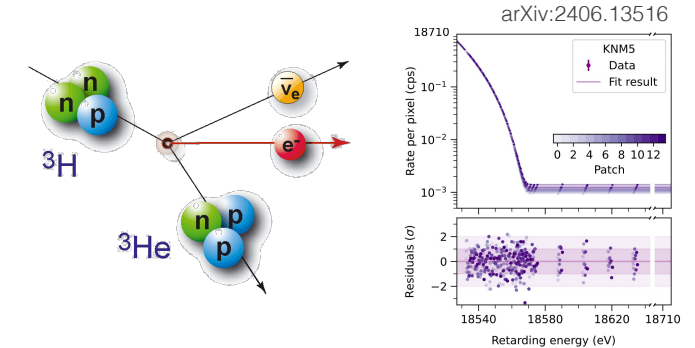 arXiv:2406.13516
n
n
p
³H
ν̅ₑ
e⁻
n
p
p
³He
18710
KNM5
Data
Fit result
10⁻¹
10⁻²
10⁻³
Rate per pixel (cps)
0 2 4 6 8 10 12
Patch
2
0
−2
Residuals (σ)
18540 18580 18620 18710
Retarding energy (eV)